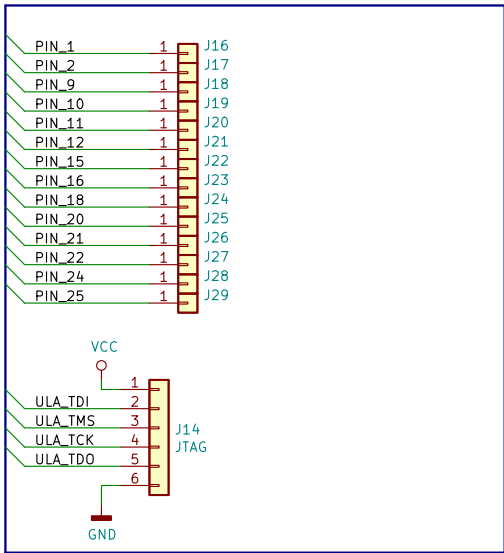 PIN_1 1 J16
PIN_2 1 J17
PIN_9 1 J18
PIN_10 1 J19
PIN_11 1 J20
PIN_12 1 J21
PIN_15 1 J22
PIN_16 1 J23
PIN_18 1 J24
PIN_20 1 J25
PIN_21 1 J26
PIN_22 1 J27
PIN_24 1 J28
PIN_25 1 J29
VCC
1
ULA_TDI 2
ULA_TMS 3 J14
ULA_TCK 4 JTAG
ULA_TDO 5
6
GND